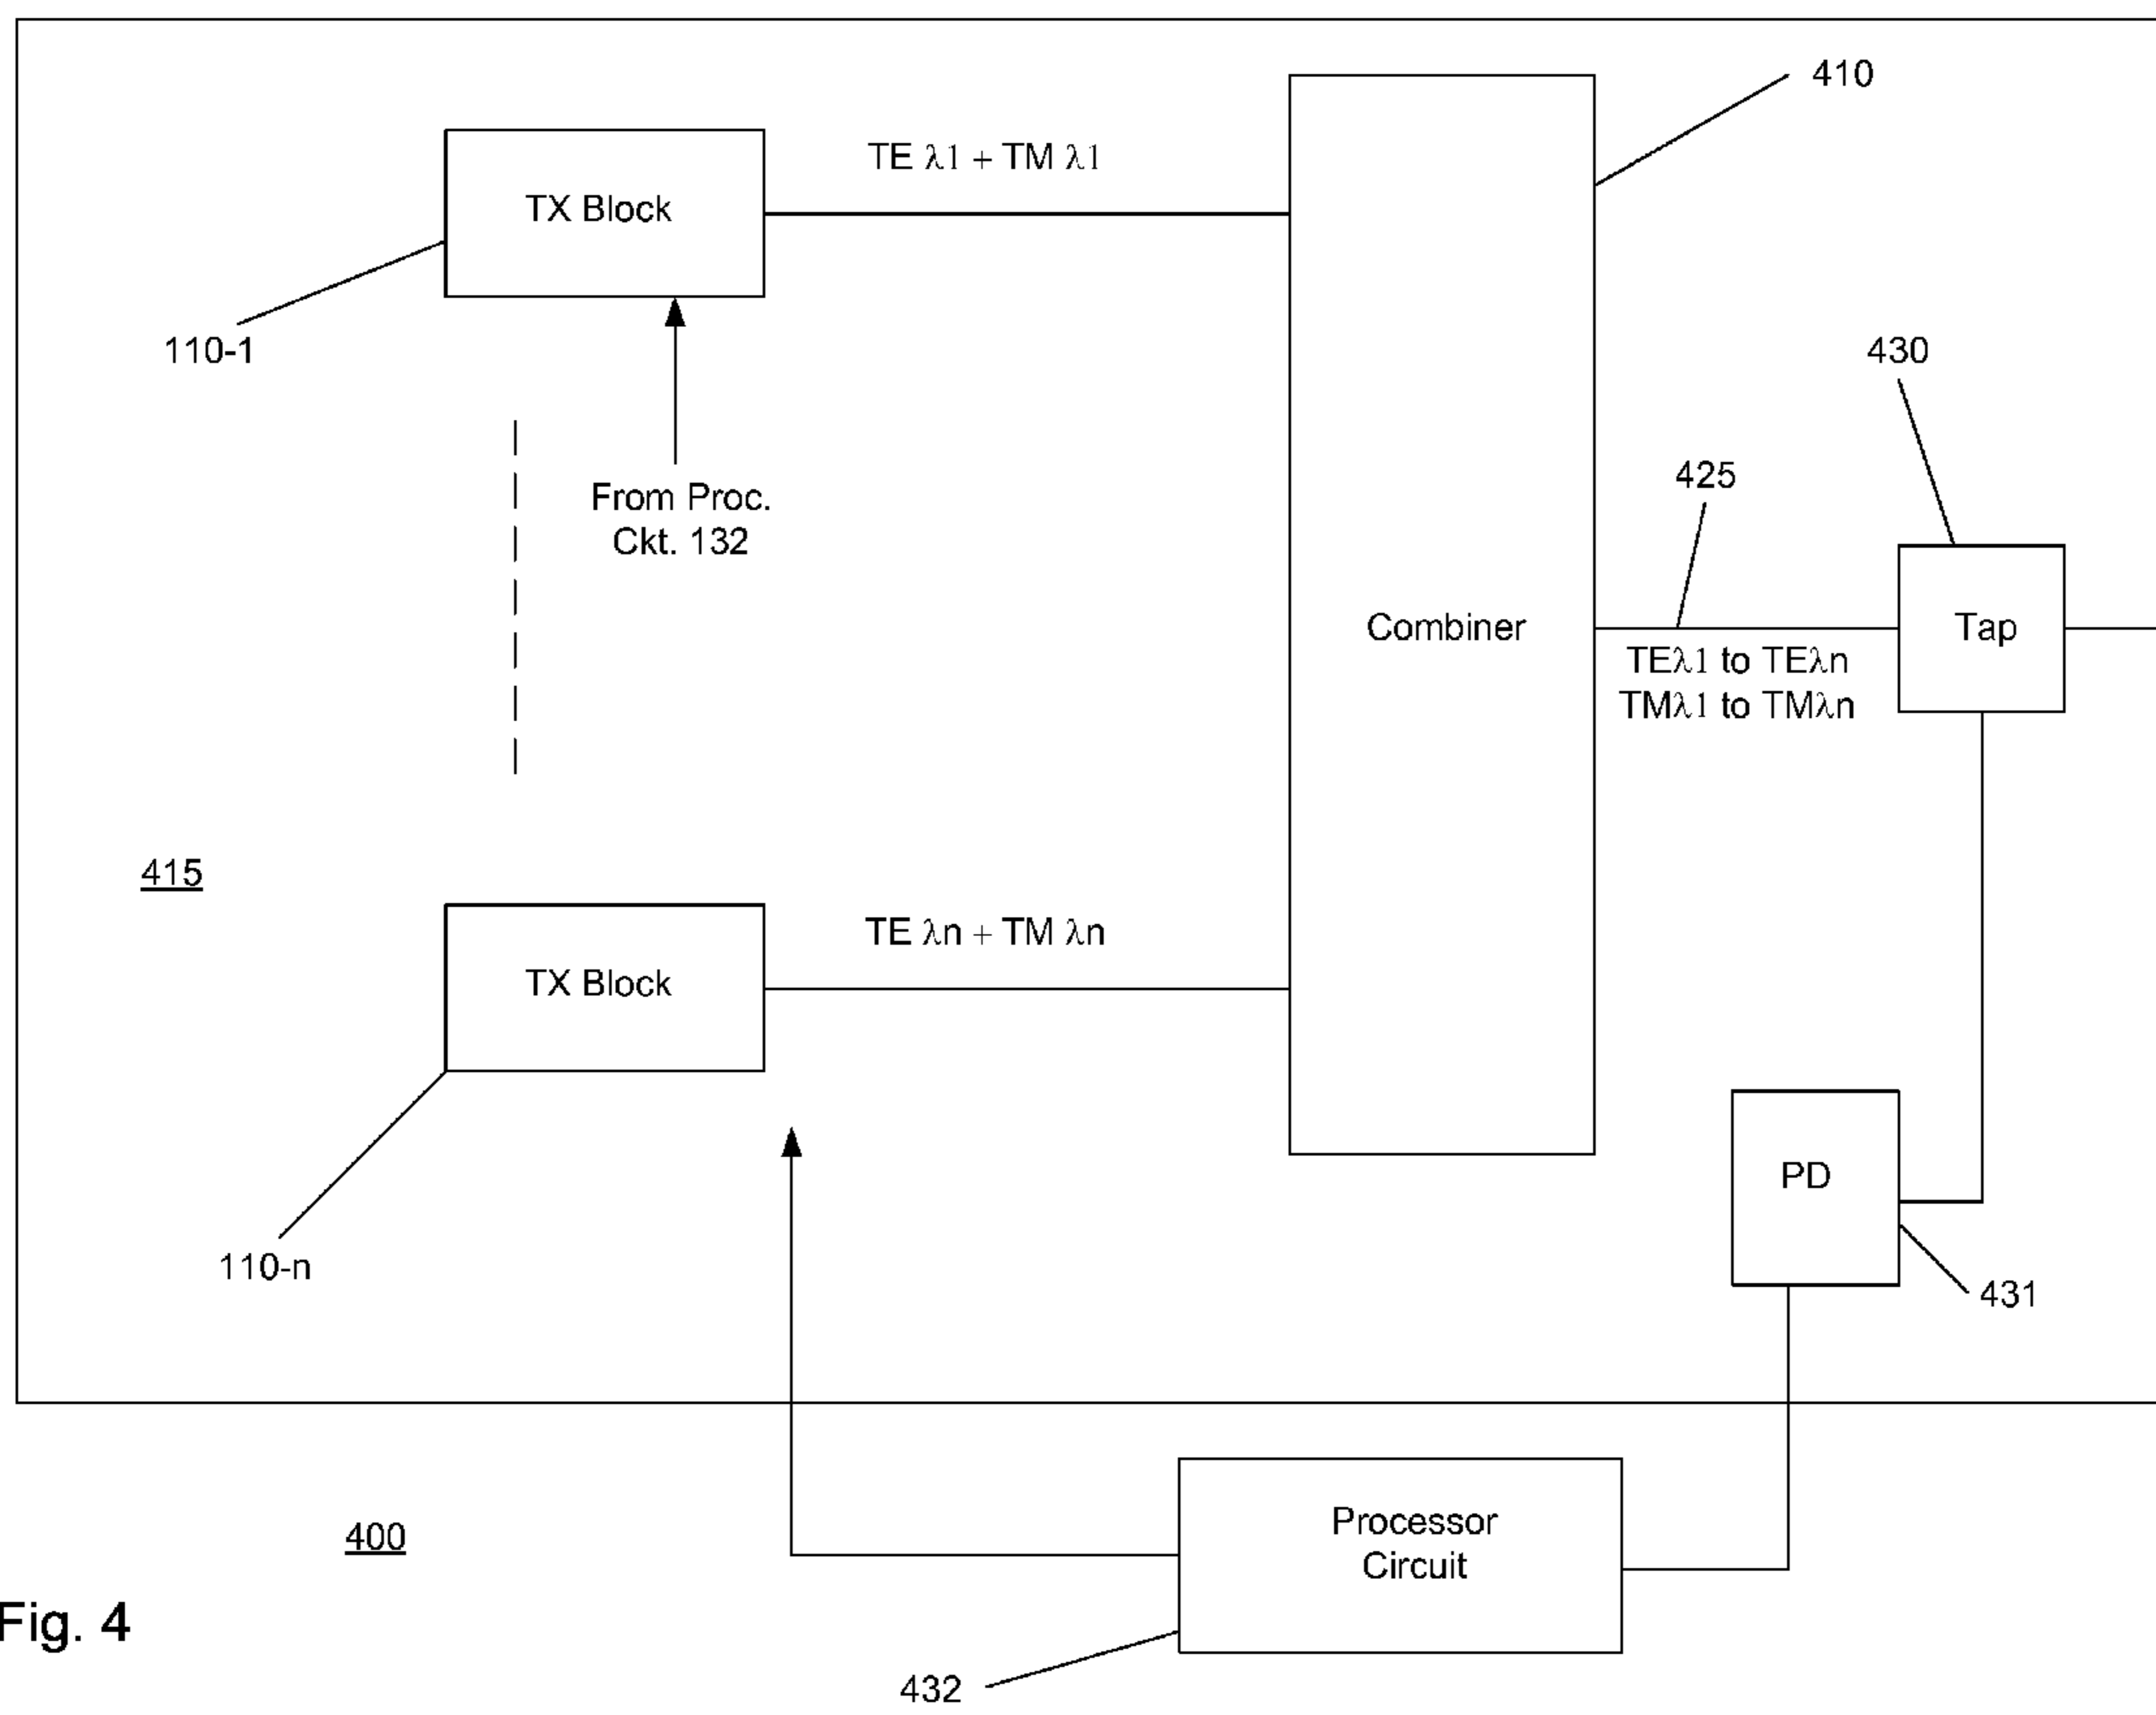 410
TX Block
TE λ1 + TM λ1
110-1
430
From Proc.
Ckt. 132
425
Combiner
Tap
TEλ1 to TEλn
TMλ1 to TMλn
415
TX Block
TE λn + TM λn
110-n
PD
431
Processor
Circuit
400
Fig. 4
432